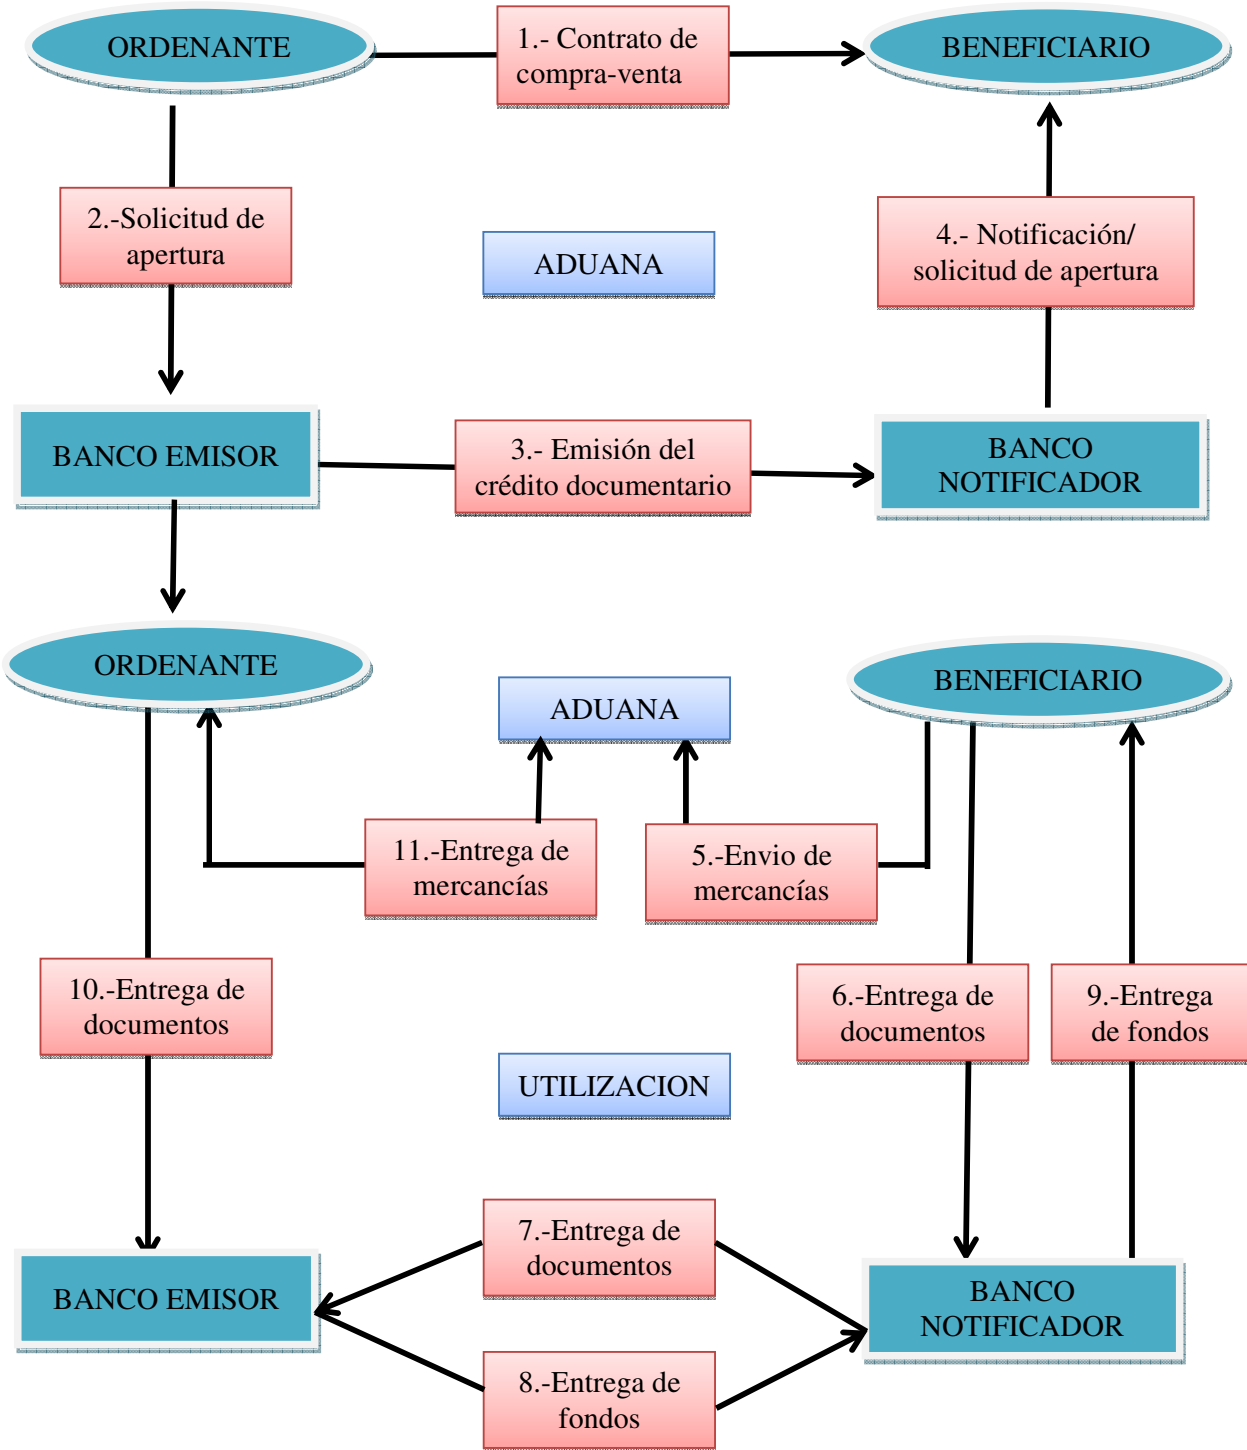 ORDENANTE
1.- Contrato de
compra-venta
BENEFICIARIO
2.-Solicitud de
apertura
ADUANA
4.- Notificación/
solicitud de apertura
BANCO EMISOR
3.- Emisión del
crédito documentario
BANCO
NOTIFICADOR
ORDENANTE
ADUANA
BENEFICIARIO
11.-Entrega de
mercancías
5.-Envio de
mercancías
10.-Entrega de
documentos
6.-Entrega de
documentos
9.-Entrega
de fondos
UTILIZACION
7.-Entrega de
documentos
BANCO EMISOR
BANCO
NOTIFICADOR
8.-Entrega de
fondos